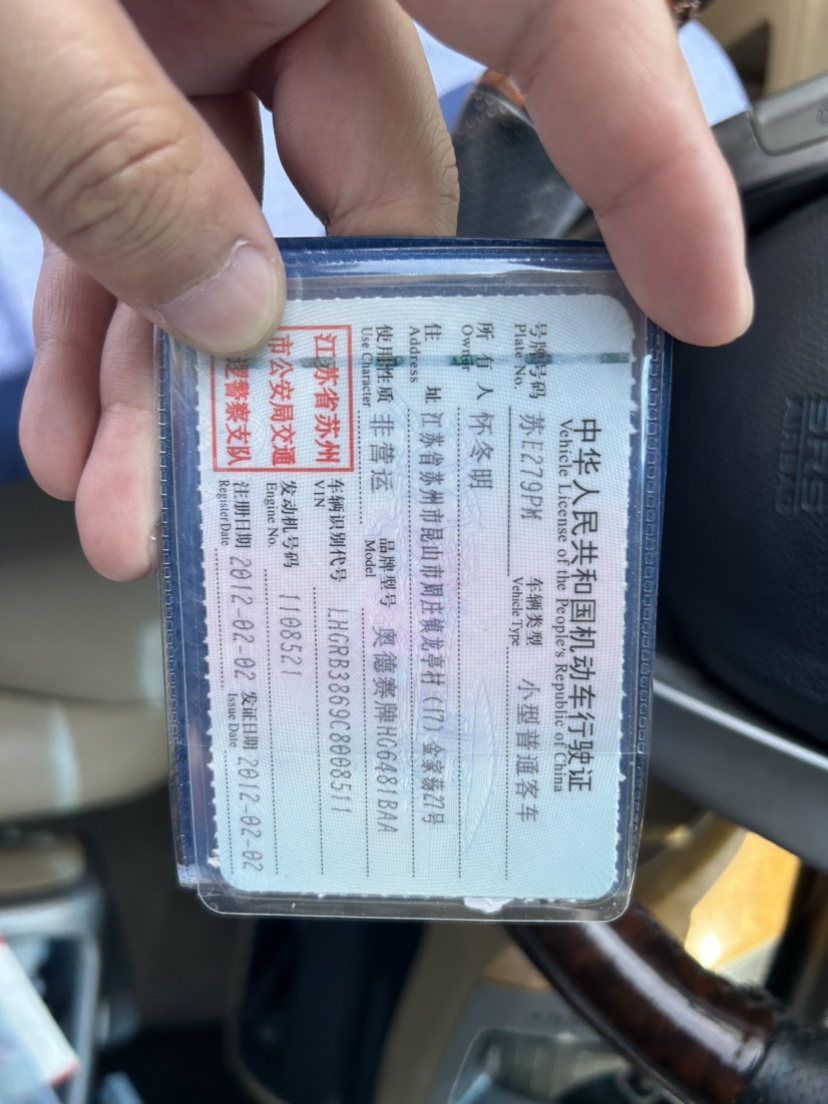 中华人民共和国机动车行驶证
Vehicle License of the People's Republic of China
号牌号码 苏E279PM 车辆类型 小型普通客车
Plate No. Vehicle Type
所有人 怀冬明
Owner
住址 江苏省苏州市昆山市周庄镇龙亭村(17)金家荡27号
Address
使用性质 非营运 品牌型号 奥德赛牌HG6481BAA
Use Character Model
江苏省苏州
市公安局交通
巡警察支队
车辆识别代号 LHGRB3869C8008511
VIN
发动机号码 1108521
Engine No.
注册日期 2012-02-02 发证日期 2012-02-02
Register Date Issue Date
SRS
AIRBAG